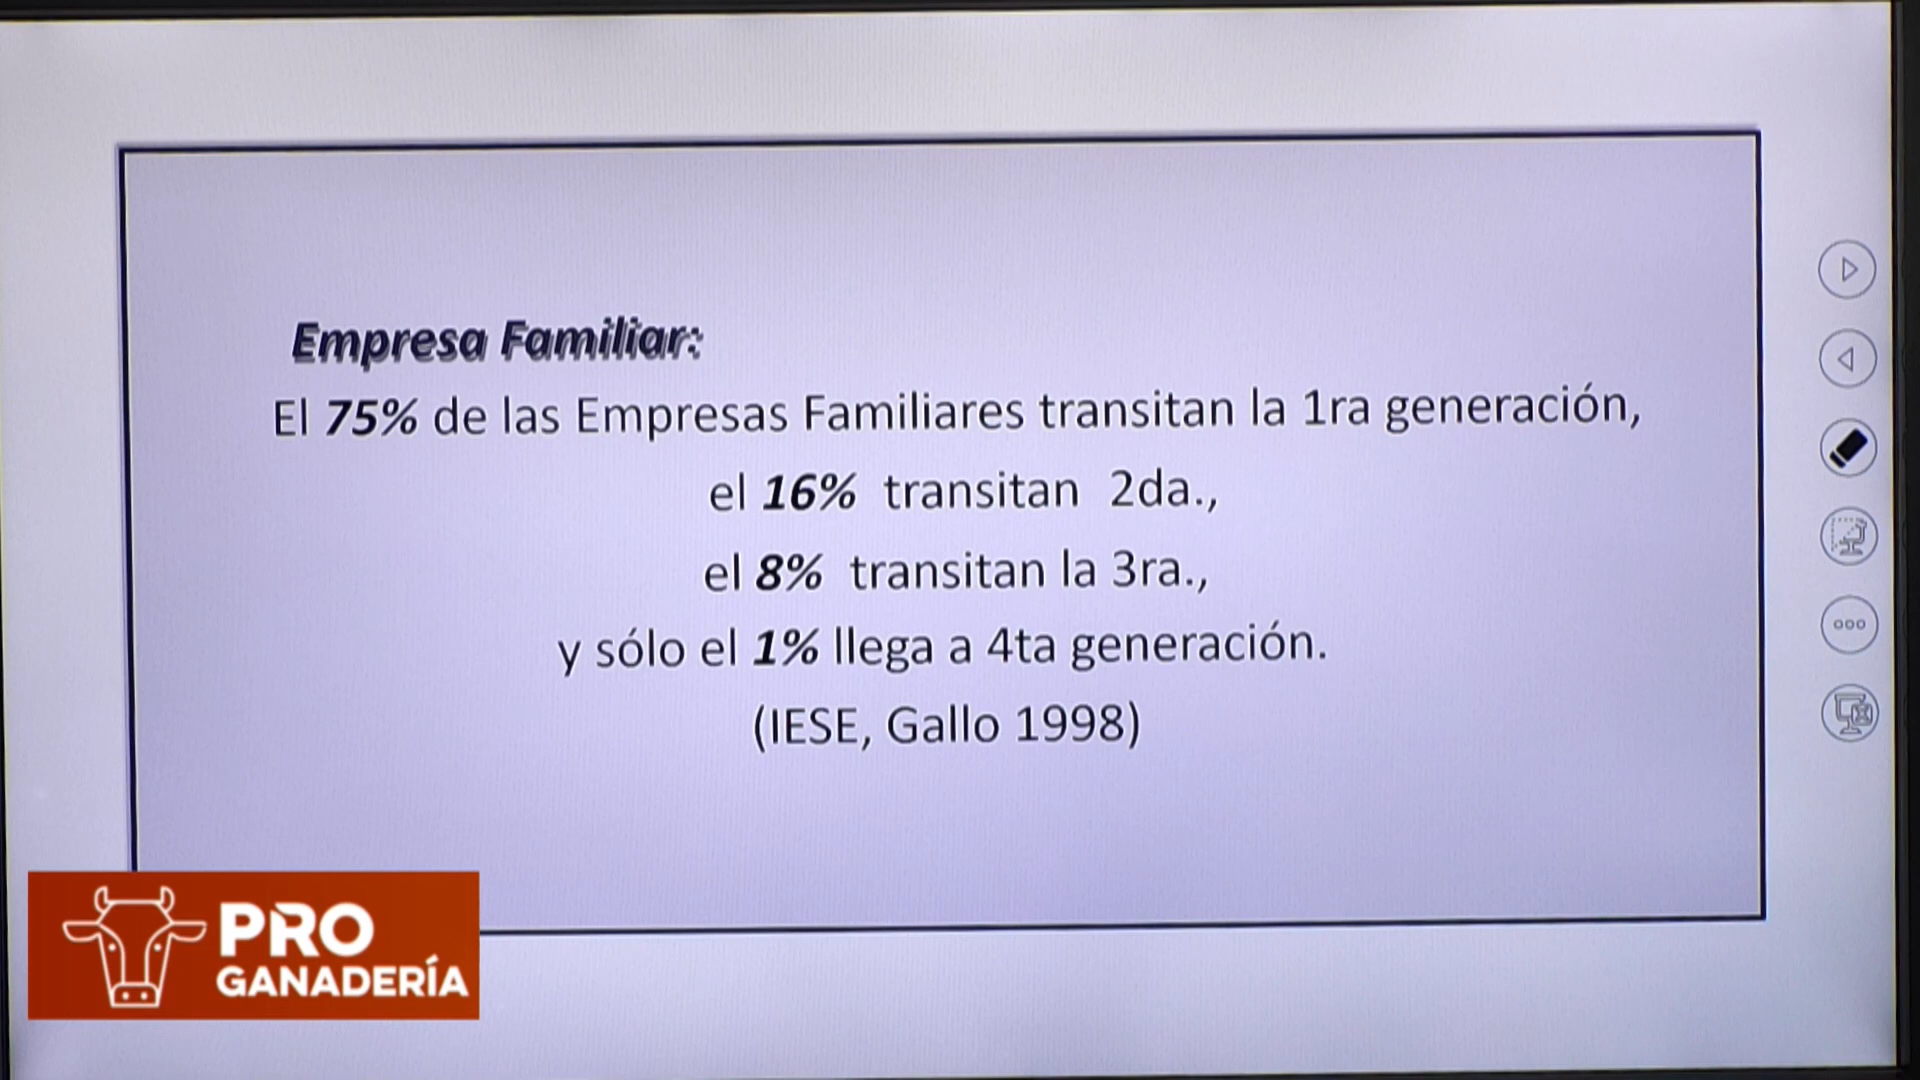 Empresa Familiar:
El 75% de las Empresas Familiares transitan la 1ra generación,
el 16% transitan 2da.,
el 8% transitan la 3ra.,
y sólo el 1% llega a 4ta generación.
(IESE, Gallo 1998)
PRO
GANADERÍA